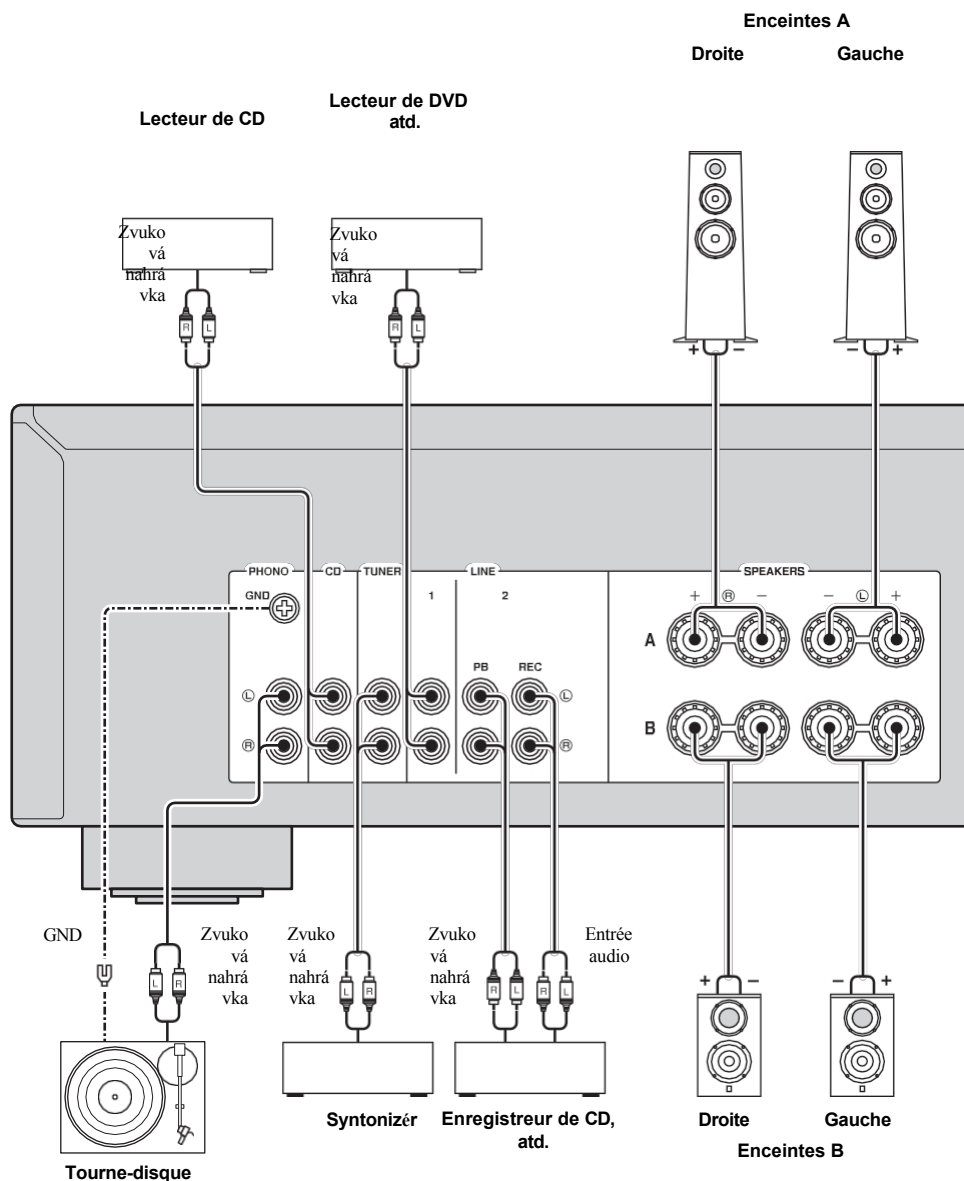 Enceintes A
Droite
Gauche
Lecteur de CD
Lecteur de DVD
atd.
Zvuko
vá
nahrá
vka
Zvuko
vá
nahrá
vka
R
L
R
L
+
−
−
+
PHONO
CD
TUNER
LINE
SPEAKERS
GND
1
2
+
R
−
−
L
+
A
PB
REC
L
L
B
R
R
GND
Zvuko
vá
nahrá
vka
Zvuko
vá
nahrá
vka
Zvuko
vá
nahrá
vka
Entrée
audio
L
R
L
R
R
L
R
L
+
−
−
+
Tourne-disque
Syntonizér
Enregistreur de CD,
atd.
Droite
Gauche
Enceintes B